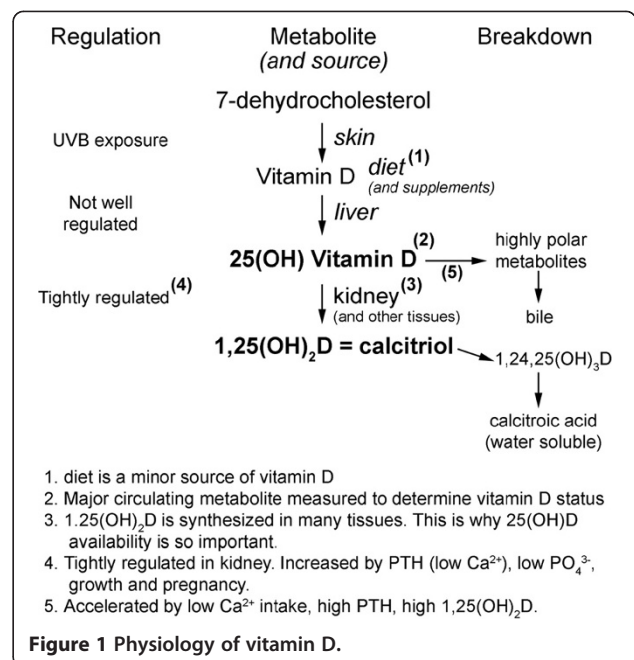 Regulation Metabolite Breakdown
(and source)
7-dehydrocholesterol
UVB exposure skin
Vitamin D diet(1)
(and supplements)
Not well
regulated
liver
25(OH) Vitamin D(2)
(5)
highly polar
metabolites
Tightly regulated(4)
kidney(3)
(and other tissues)
bile
1,25(OH)₂D = calcitriol
1,24,25(OH)₃D
calcitroic acid
(water soluble)
1. diet is a minor source of vitamin D
2. Major circulating metabolite measured to determine vitamin D status
3. 1.25(OH)₂D is synthesized in many tissues. This is why 25(OH)D
availability is so important.
4. Tightly regulated in kidney. Increased by PTH (low Ca²⁺), low PO₄³⁻,
growth and pregnancy.
5. Accelerated by low Ca²⁺ intake, high PTH, high 1,25(OH)₂D.
Figure 1 Physiology of vitamin D.